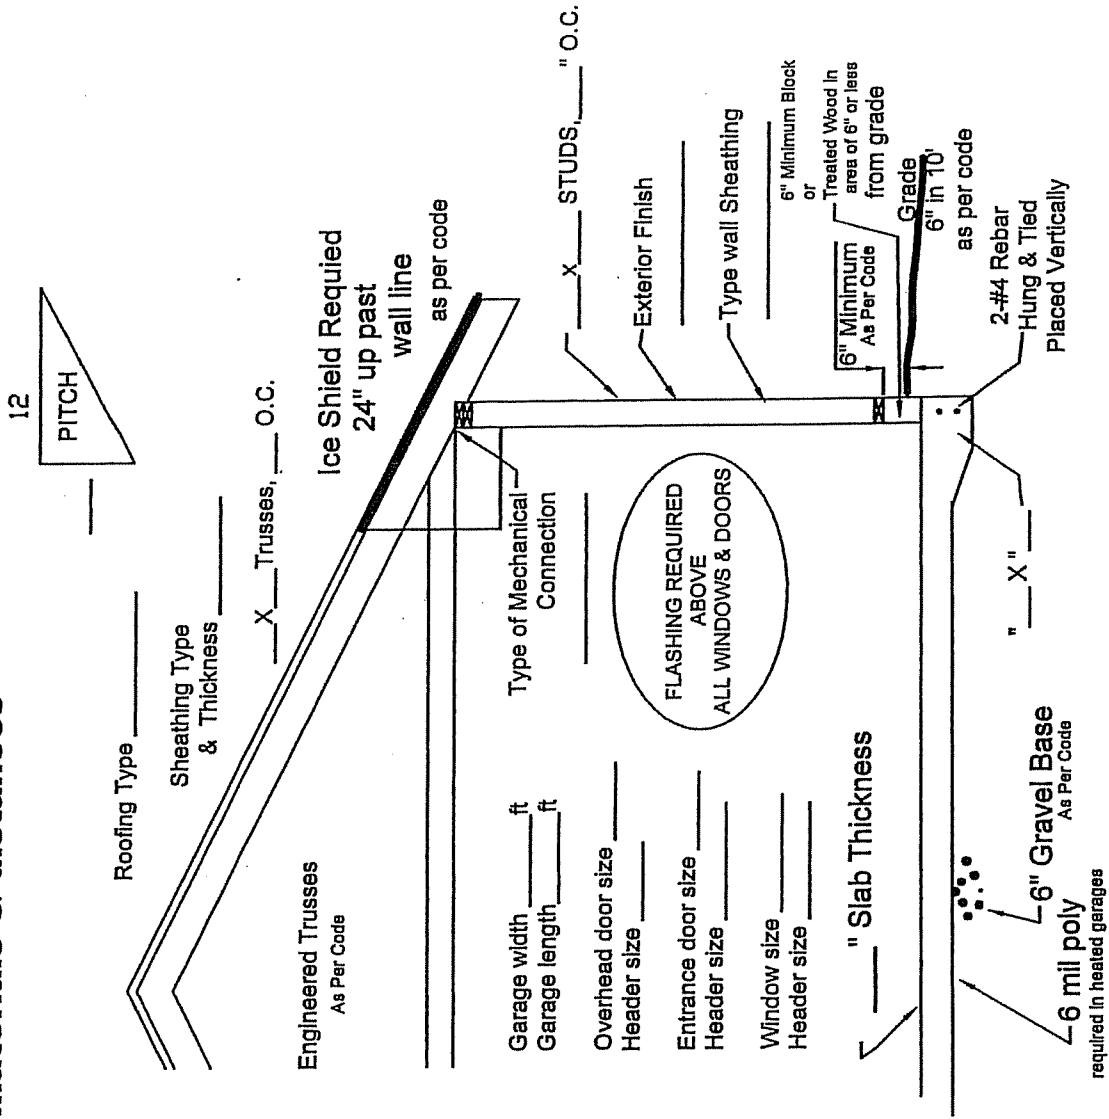 12
PITCH
Roofing Type
Sheathing Type
& Thickness
X Trusses, O.C.
Ice Shield Requied
24" up past
wall line
as per code
Engineered Trusses
As Per Code
X STUDS, " O.C.
Exterior Finish
Type wall Sheathing
Type of Mechanical
Connection
Garage width ft
Garage length ft
Overhead door size
Header size
Entrance door size
Header size
Window size
Header size
FLASHING REQUIRED
ABOVE
ALL WINDOWS & DOORS
6" Minimum Block
or
Treated Wood in
area of 6" or less
from grade
6" Minimum
As Per Code
Grade
6" in 10'
as per code
" Slab Thickness
2-#4 Rebar
Hung & Tied
Placed Vertically
" X "
6" Gravel Base
As Per Code
6 mil poly
required in heated garages